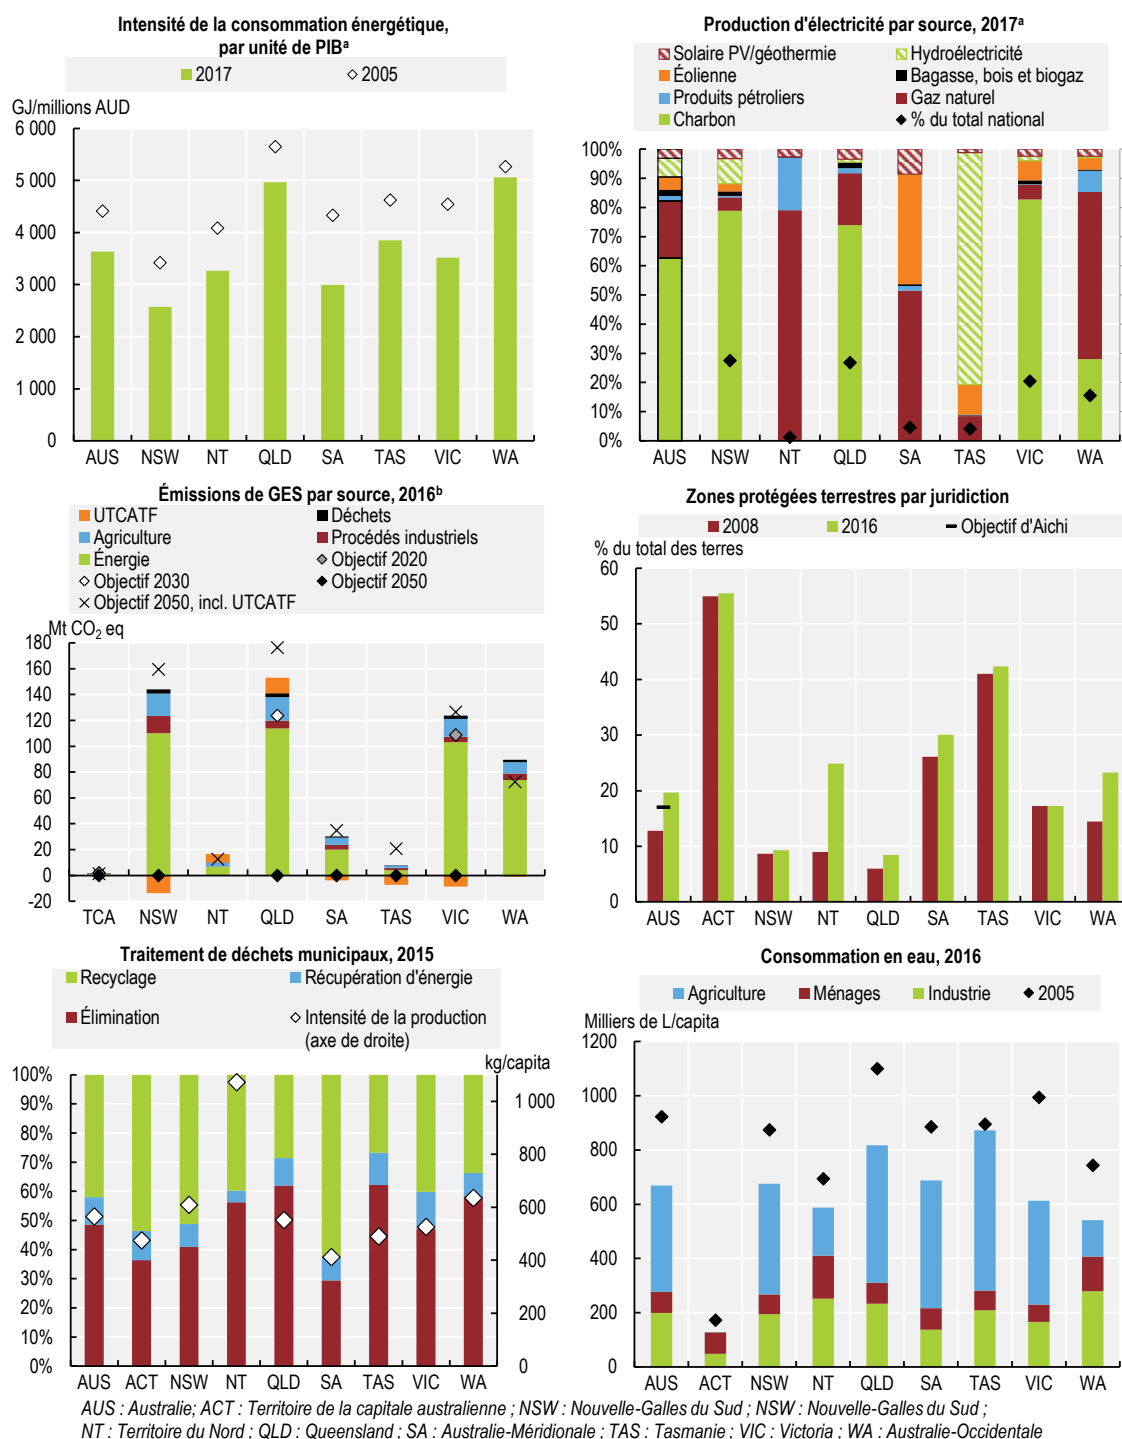 Intensité de la consommation énergétique,
par unité de PIBᵃ
2017
2005
GJ/millions AUD
6 000
5 000
4 000
3 000
2 000
1 000
0
AUS NSW NT QLD SA TAS VIC WA
Production d'électricité par source, 2017ᵃ
Solaire PV/géothermie
Hydroélectricité
Éolienne
Bagasse, bois et biogaz
Produits pétroliers
Gaz naturel
Charbon
% du total national
100%
90%
80%
70%
60%
50%
40%
30%
20%
10%
0%
AUS NSW NT QLD SA TAS VIC WA
Émissions de GES par source, 2016ᵇ
UTCATF
Déchets
Agriculture
Procédés industriels
Énergie
Objectif 2020
Objectif 2030
Objectif 2050
Objectif 2050, incl. UTCATF
Mt CO₂ eq
180
160
140
120
100
80
60
40
20
0
-20
TCA NSW NT QLD SA TAS VIC WA
Zones protégées terrestres par juridiction
2008
2016
Objectif d'Aichi
% du total des terres
60
50
40
30
20
10
0
AUS ACT NSW NT QLD SA TAS VIC WA
Traitement de déchets municipaux, 2015
Recyclage
Récupération d'énergie
Élimination
Intensité de la production
(axe de droite)
kg/capita
100%
90%
80%
70%
60%
50%
40%
30%
20%
10%
0%
1 000
800
600
400
200
0
AUS ACT NSW NT QLD SA TAS VIC WA
Consommation en eau, 2016
Agriculture
Ménages
Industrie
2005
Milliers de L/capita
1200
1000
800
600
400
200
0
AUS ACT NSW NT QLD SA TAS VIC WA
AUS : Australie; ACT : Territoire de la capitale australienne ; NSW : Nouvelle-Galles du Sud ; NSW : Nouvelle-Galles du Sud ;
NT : Territoire du Nord ; QLD : Queensland ; SA : Australie-Méridionale ; TAS : Tasmanie ; VIC : Victoria ; WA : Australie-Occidentale